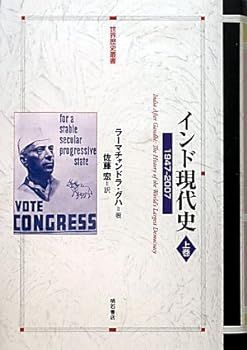 世界歴史叢書
インド現代史
上巻
1947-2007
India After Gandhi: The History of the World's Largest Democracy
ラーマチャンドラ・グハ=著
佐藤 宏=訳
for a
stable
secular
progressive
state
VOTE
CONGRESS
明石書店